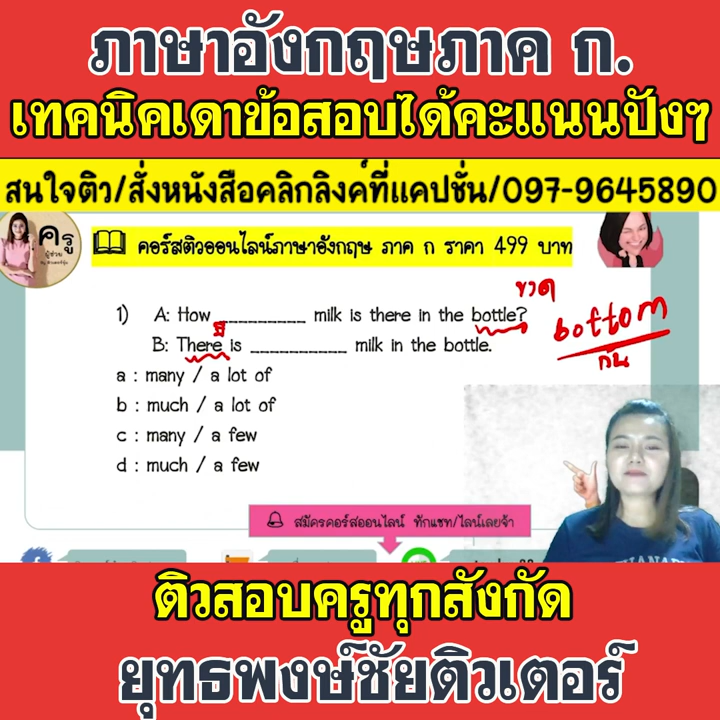 ภาษาอังกฤษภาค ก.
เทคนิคเดาข้อสอบได้คะแนนปังๆ
สนใจติว/สั่งหนังสือคลิกลิงค์ที่แคปชั่น/097-9645890
ครู
ผู้ช่วย
คอร์สติวออนไลน์ภาษาอังกฤษ ภาค ก ราคา 499 บาท
ขวด
1) A: How __________ milk is there in the bottle?
bottom
ก้น
B: There is ___________ milk in the bottle.
a : many / a lot of
b : much / a lot of
c : many / a few
d : much / a few
สมัครคอร์สออนไลน์ ทักแชท/ไลน์เลยจ้า
ติวสอบครูทุกสังกัด
ยุทธพงษ์ชัยติวเตอร์